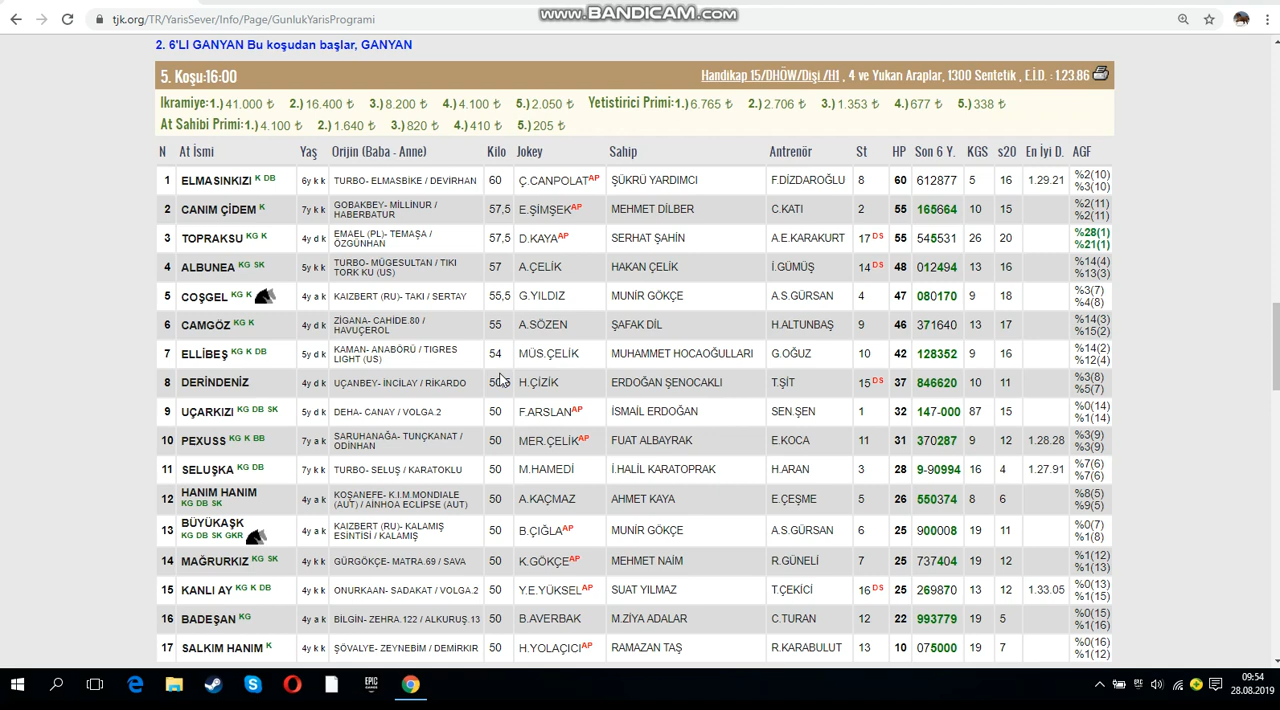 tjk.org/TR/YarisSever/Info/Page/GunlukYarisProgrami
www.BANDICAM.com
2. 6'LI GANYAN Bu koşudan başlar, GANYAN
5. Koşu:16:00 Handikap 15/DHÖW/Dişi /H1 , 4 ve Yukarı Araplar, 1300 Sentetik , E.İ.D. : 1.23.86
Ikramiye:1.) 41.000 ₺ 2.) 16.400 ₺ 3.) 8.200 ₺ 4.) 4.100 ₺ 5.) 2.050 ₺ Yetistirici Primi:1.) 6.765 ₺ 2.) 2.706 ₺ 3.) 1.353 ₺ 4.) 677 ₺ 5.) 338 ₺
At Sahibi Primi:1.) 4.100 ₺ 2.) 1.640 ₺ 3.) 820 ₺ 4.) 410 ₺ 5.) 205 ₺
N At İsmi Yaş Orijin (Baba - Anne) Kilo Jokey Sahip Antrenör St HP Son 6 Y. KGS s20 En İyi D. AGF
1 ELMASINKIZI K DB 6y k k TURBO- ELMASBİKE / DEVİRHAN 60 Ç.CANPOLAT AP ŞÜKRÜ YARDIMCI F.DİZDAROĞLU 8 60 612877 5 16 1.29.21 %2(10) %3(10)
2 CANIM ÇİDEM K 7y k k GOBAKBEY- MİLLİNUR / HABERBATUR 57,5 E.ŞİMŞEK AP MEHMET DİLBER C.KATI 2 55 165664 10 15 %2(11) %2(11)
3 TOPRAKSU KG K 4y d k EMAEL (PL)- TEMAŞA / ÖZGÜNHAN 57,5 D.KAYA AP SERHAT ŞAHİN A.E.KARAKURT 17 DS 55 545531 26 20 %28(1) %21(1)
4 ALBUNEA KG SK 5y k k TURBO- MÜGESULTAN / TIKI TORK KU (US) 57 A.ÇELİK HAKAN ÇELİK İ.GÜMÜŞ 14 DS 48 012494 13 16 %14(4) %13(3)
5 COŞGEL KG K 4y a k KAIZBERT (RU)- TAKI / SERTAY 55,5 G.YILDIZ MUNİR GÖKÇE A.S.GÜRSAN 4 47 080170 9 18 %3(7) %4(8)
6 CAMGÖZ KG K 4y d k ZİGANA- CAHİDE.80 / HAVUÇEROL 55 A.SÖZEN ŞAFAK DİL H.ALTUNBAŞ 9 46 371640 13 17 %14(3) %15(2)
7 ELLİBEŞ KG K DB 5y d k KAMAN- ANABÖRÜ / TIGRES LIGHT (US) 54 MÜS.ÇELİK MUHAMMET HOCAOĞULLARI G.OĞUZ 10 42 128352 9 16 %14(2) %12(4)
8 DERİNDENİZ 4y d k UÇANBEY- İNCİLAY / RİKARDO H.ÇİZİK ERDOĞAN ŞENOCAKLI T.ŞİT 15 DS 37 846620 10 11 %3(8) %5(7)
9 UÇARKIZI KG DB SK 5y d k DEHA- CANAY / VOLGA.2 50 F.ARSLAN AP İSMAİL ERDOĞAN SEN.ŞEN 1 32 147-000 87 15 %0(14) %1(14)
10 PEXUSS KG K BB 7y a k SARUHANAĞA- TUNÇKANAT / ODİNHAN 50 MER.ÇELİK AP FUAT ALBAYRAK E.KOCA 11 31 370287 9 12 1.28.28 %3(9) %3(9)
11 SELUŞKA KG DB 7y k k TURBO- SELUŞ / KARATOKLU 50 M.HAMEDİ İ.HALİL KARATOPRAK H.ARAN 3 28 9-90994 16 4 1.27.91 %7(6) %7(6)
12 HANIM HANIM KG DB SK 4y a k KOŞANEFE- K.I.M.MONDIALE (AUT) / AINHOA ECLIPSE (AUT) 50 A.KAÇMAZ AHMET KAYA E.ÇEŞME 5 26 550374 8 6 %8(5) %9(5)
13 BÜYÜKAŞK KG DB SK GKR 4y a k KAIZBERT (RU)- KALAMIŞ ESİNTİSİ / KALAMIŞ 50 B.ÇIĞLA AP MUNİR GÖKÇE A.S.GÜRSAN 6 25 900008 19 11 %0(7) %1(8)
14 MAĞRURKIZ KG SK 4y k k GÜRGÖKÇE- MATRA.69 / SAVA 50 K.GÖKÇE AP MEHMET NAİM R.GÜNELİ 7 25 737404 19 12 %1(12) %1(13)
15 KANLI AY KG K DB 4y k k ONURKAAN- SADAKAT / VOLGA.2 50 Y.E.YÜKSEL AP SUAT YILMAZ T.ÇEKİCİ 16 DS 25 269870 13 12 1.33.05 %0(13) %1(15)
16 BADEŞAN KG 4y a k BİLGİN- ZEHRA.122 / ALKURUŞ.13 50 B.AVERBAK M.ZİYA ADALAR C.TURAN 12 22 993779 19 5 %0(15) %1(16)
17 SALKIM HANIM K 4y k k ŞÖVALYE- ZEYNEBİM / DEMİRKIR 50 H.YOLAÇICI AP RAMAZAN TAŞ R.KARABULUT 13 10 075000 19 7 %0(16) %1(12)
EPIC GAMES
09:54
28.08.2019